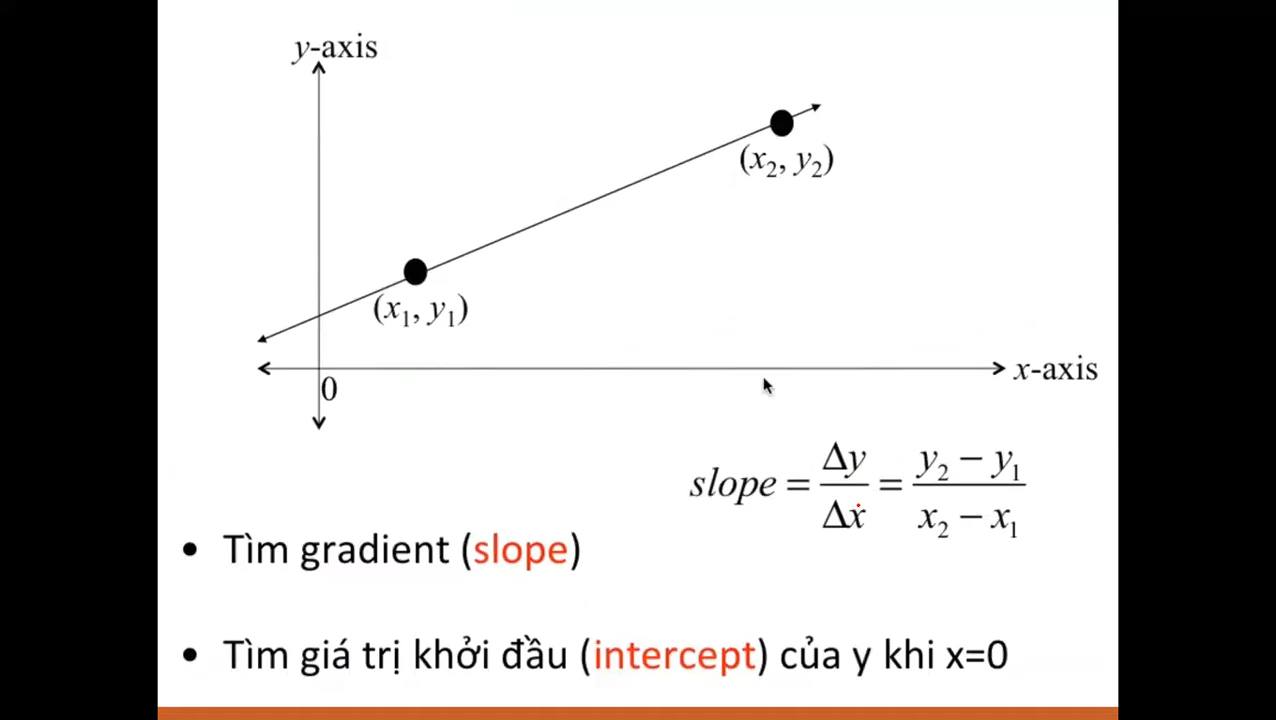 y-axis
(x₂, y₂)
(x₁, y₁)
x-axis
0
slope = Δy/Δx = (y₂ − y₁)/(x₂ − x₁)
• Tìm gradient (slope)
• Tìm giá trị khởi đầu (intercept) của y khi x=0